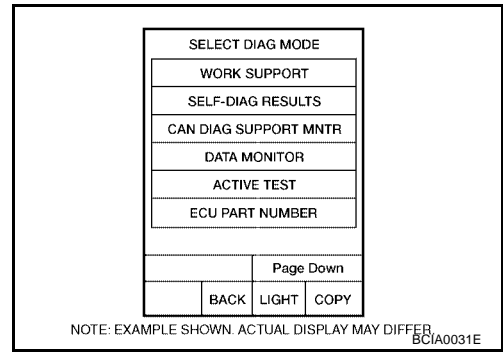 SELECT DIAG MODE
WORK SUPPORT
SELF-DIAG RESULTS
CAN DIAG SUPPORT MNTR
DATA MONITOR
ACTIVE TEST
ECU PART NUMBER
Page Down
BACK LIGHT COPY
NOTE: EXAMPLE SHOWN. ACTUAL DISPLAY MAY DIFFER.
BCIA0031E